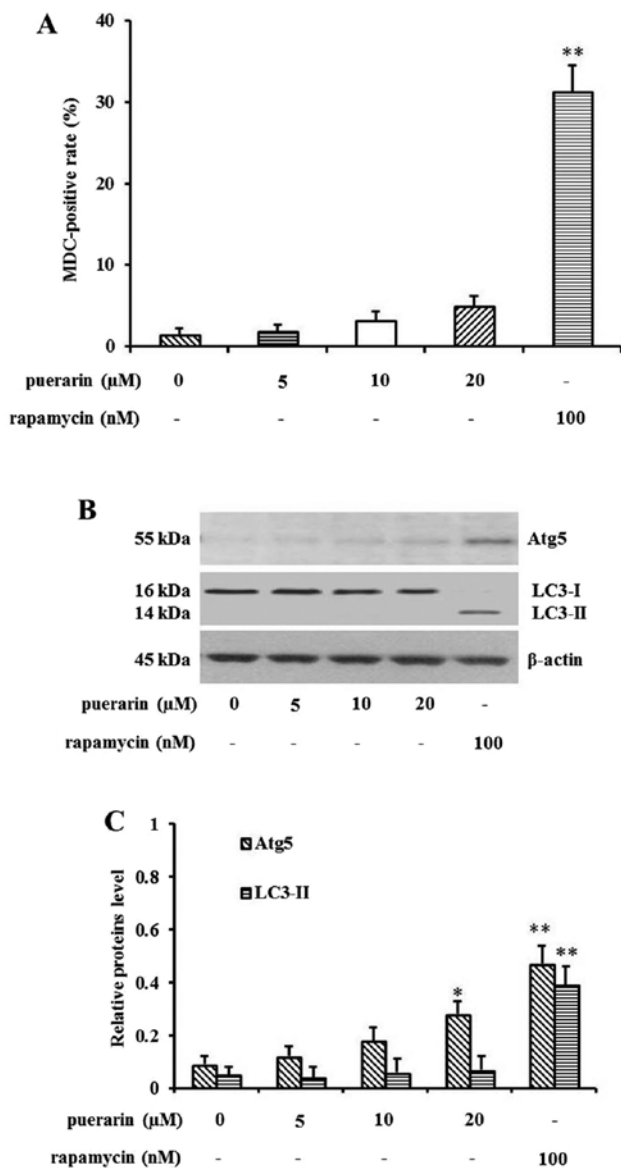 A
40
30
20
10
0
MDC-positive rate (%)
**
puerarin (µM) 0 5 10 20 -
rapamycin (nM) - - - - 100
B
55 kDa Atg5
16 kDa LC3-I
14 kDa LC3-II
45 kDa β-actin
puerarin (µM) 0 5 10 20 -
rapamycin (nM) - - - - 100
C
1
0.8
0.6
0.4
0.2
0
Relative proteins level
Atg5
LC3-II
* ** **
puerarin (µM) 0 5 10 20 -
rapamycin (nM) - - - - 100